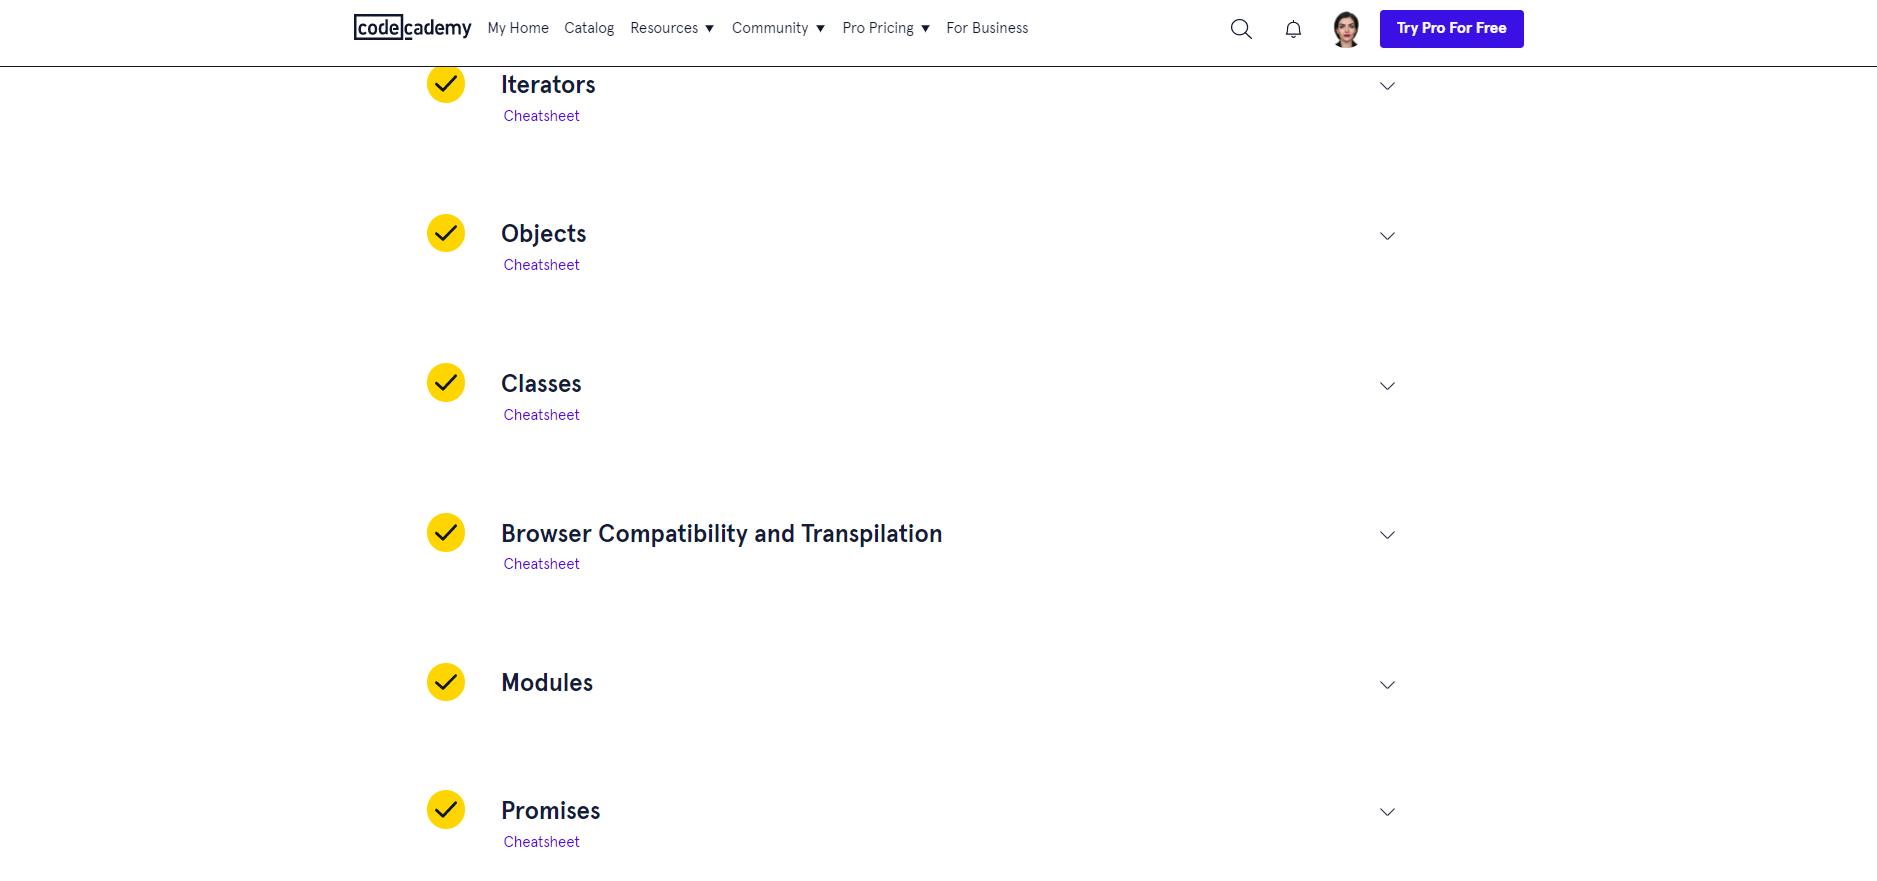 codecademy My Home Catalog Resources ▼ Community ▼ Pro Pricing ▼ For Business Try Pro For Free
Iterators
Cheatsheet
Objects
Cheatsheet
Classes
Cheatsheet
Browser Compatibility and Transpilation
Cheatsheet
Modules
Promises
Cheatsheet